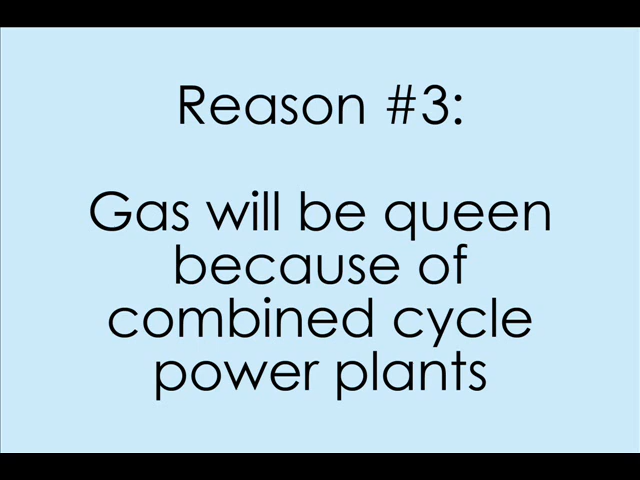 Reason #3:
Gas will be queen
because of
combined cycle
power plants